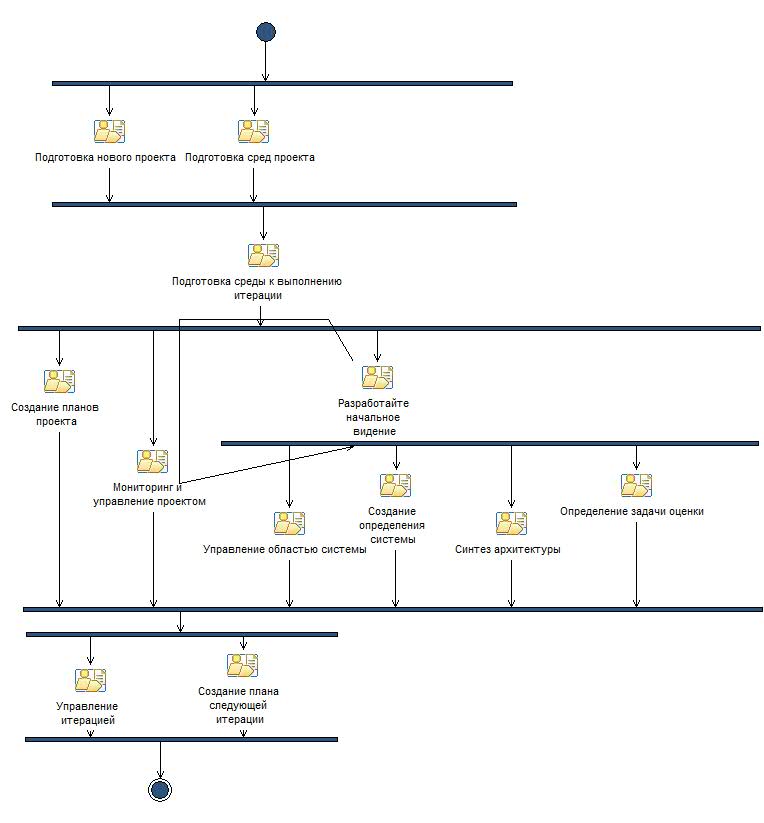 Подготовка нового проекта
Подготовка сред проекта
Подготовка среды к выполнению
итерации
Создание планов
проекта
Разработайте
начальное
видение
Мониторинг и
управление проектом
Управление областью системы
Создание
определения
системы
Синтез архитектуры
Определение задачи оценки
Управление
итерацией
Создание плана
следующей
итерации